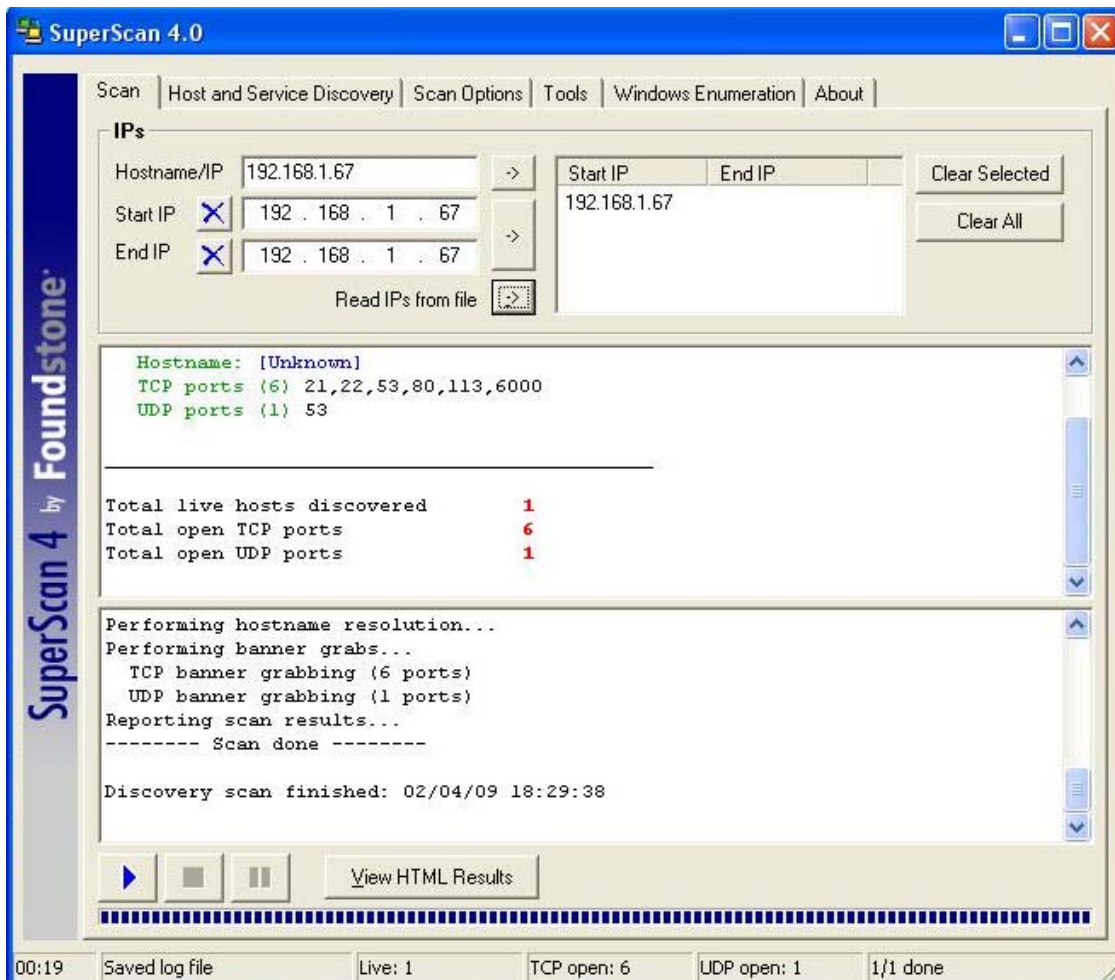 SuperScan 4.0
Scan Host and Service Discovery Scan Options Tools Windows Enumeration About
IPs
Hostname/IP 192.168.1.67 -> Start IP End IP Clear Selected
192.168.1.67
Start IP 192 . 168 . 1 . 67 Clear All
->
End IP 192 . 168 . 1 . 67
Read IPs from file ->
SuperScan 4 by Foundstone
Hostname: [Unknown]
TCP ports (6) 21,22,53,80,113,6000
UDP ports (1) 53
Total live hosts discovered 1
Total open TCP ports 6
Total open UDP ports 1
Performing hostname resolution...
Performing banner grabs...
TCP banner grabbing (6 ports)
UDP banner grabbing (1 ports)
Reporting scan results...
-------- Scan done --------
Discovery scan finished: 02/04/09 18:29:38
View HTML Results
00:19 Saved log file Live: 1 TCP open: 6 UDP open: 1 1/1 done